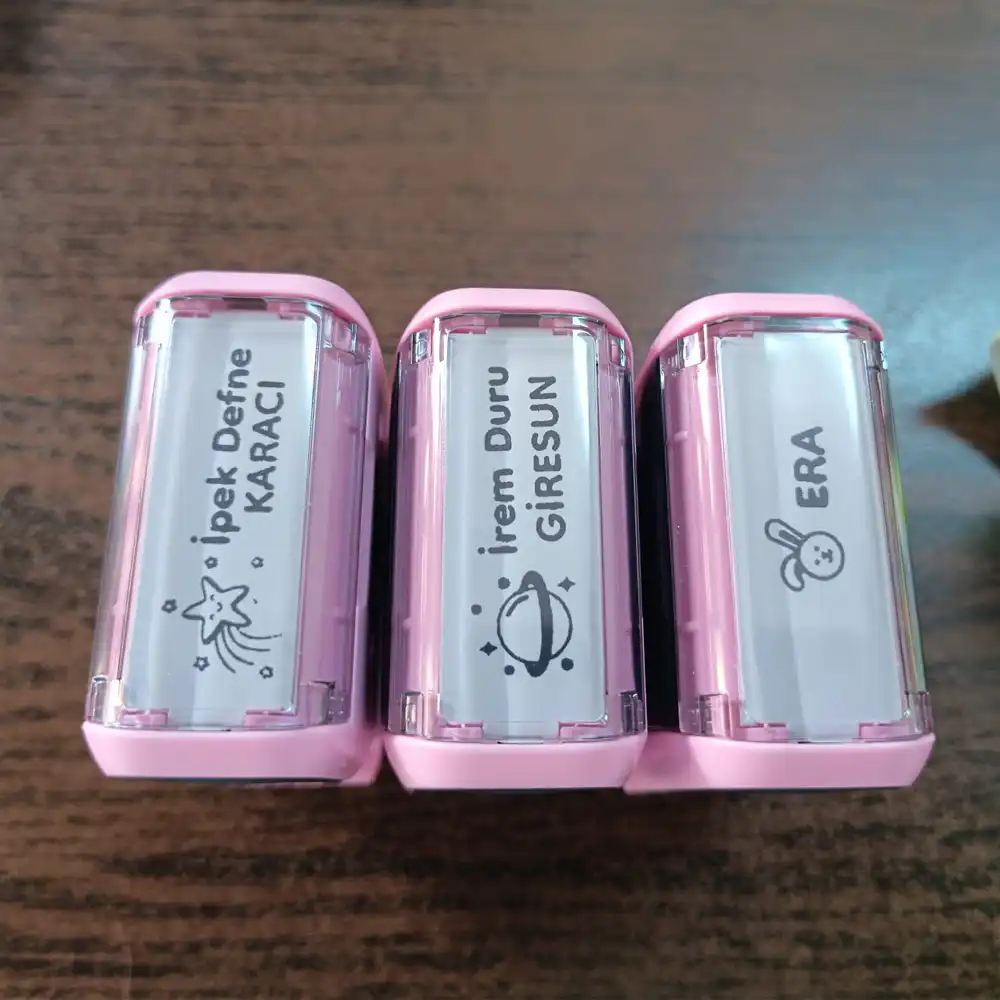 İpek Defne
KARACI
İrem Duru
GİRESUN
ERA